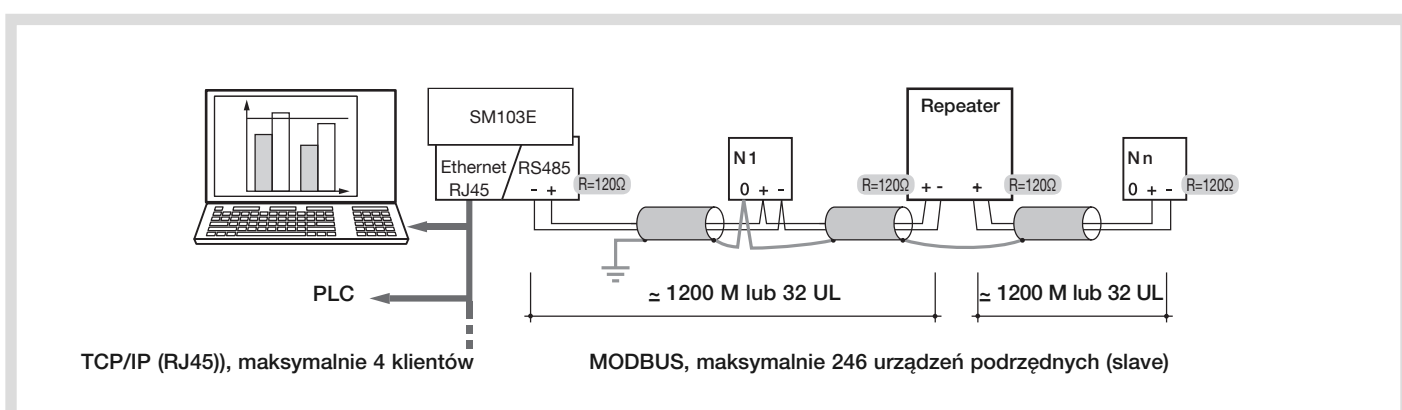 SM103E
Ethernet
RJ45
RS485
- +
R=120Ω
N1
0 + -
R=120Ω
Repeater
+ - +
R=120Ω
Nn
0 + -
R=120Ω
PLC
≃ 1200 M lub 32 UL
≃ 1200 M lub 32 UL
TCP/IP (RJ45)), maksymalnie 4 klientów
MODBUS, maksymalnie 246 urządzeń podrzędnych (slave)